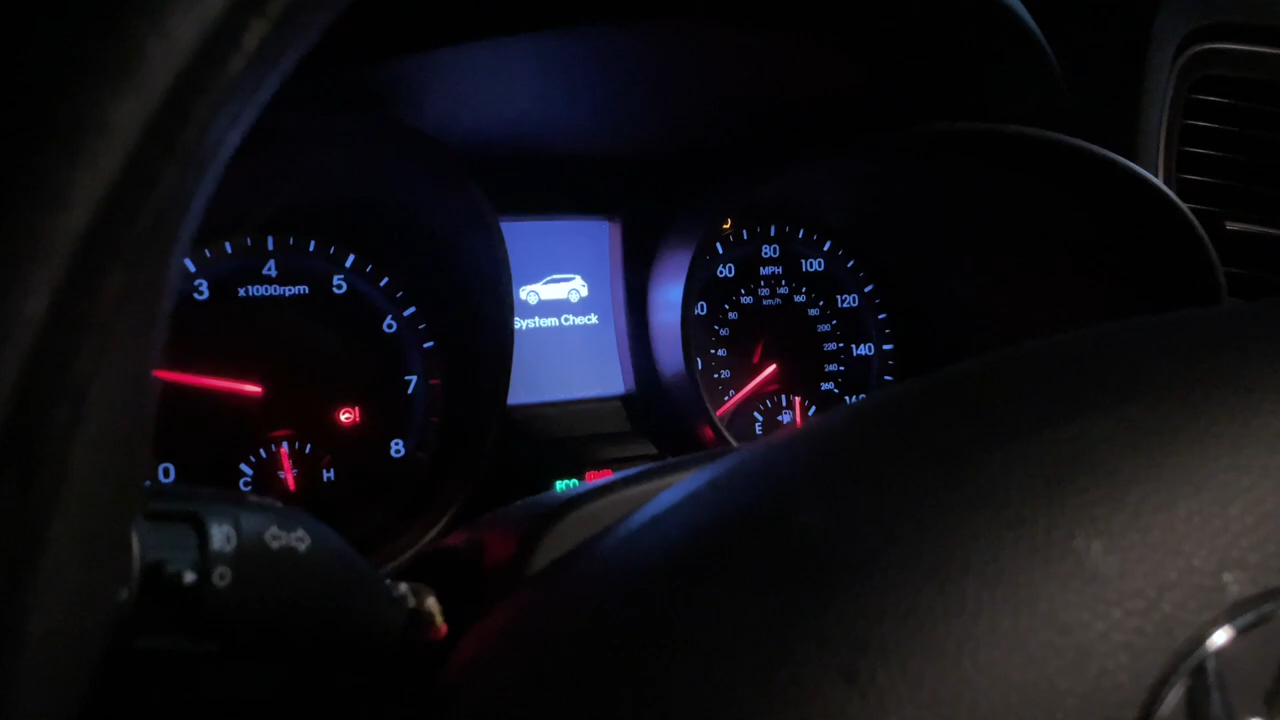 3 4 5 6 7 8
x1000rpm
.0
C H
System Check
ECO
60 80 100 120 140
MPH
20 40 60 80 100 120 140 160 180 200 220 240 260
km/h
E